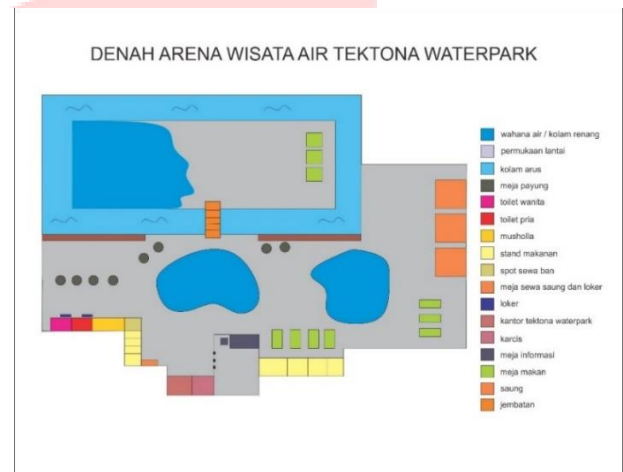 DENAH ARENA WISATA AIR TEKTONA WATERPARK
wahana air / kolam renang
permukaan lantai
kolam arus
meja payung
toilet wanita
toilet pria
musholla
stand makanan
spot sewa ban
meja sewa saung dan loker
loker
kantor tektona waterpark
karcis
meja informasi
meja makan
saung
jembatan